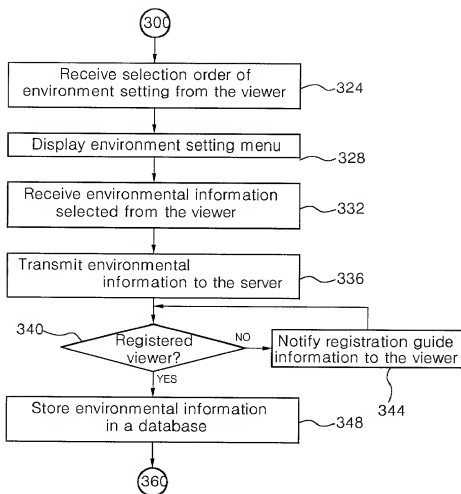 300
Receive selection order of
environment setting from the viewer
324
Display environment setting menu
328
Receive environmental information
selected from the viewer
332
Transmit environmental
information to the server
336
340
Registered
viewer?
NO
Notify registration guide
information to the viewer
344
YES
Store environmental information
in a database
348
360